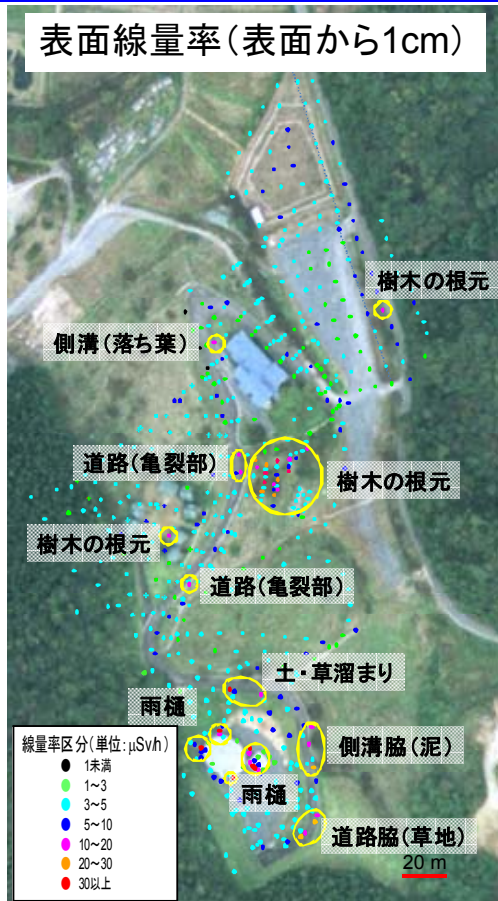 表面線量率(表面から1cm)
樹木の根元
側溝(落ち葉)
道路(亀裂部)
樹木の根元
樹木の根元
道路(亀裂部)
土・草溜まり
雨樋
側溝脇(泥)
雨樋
道路脇(草地)
20 m
線量率区分(単位:μSv/h)
1未満
1~3
3~5
5~10
10~20
20~30
30以上